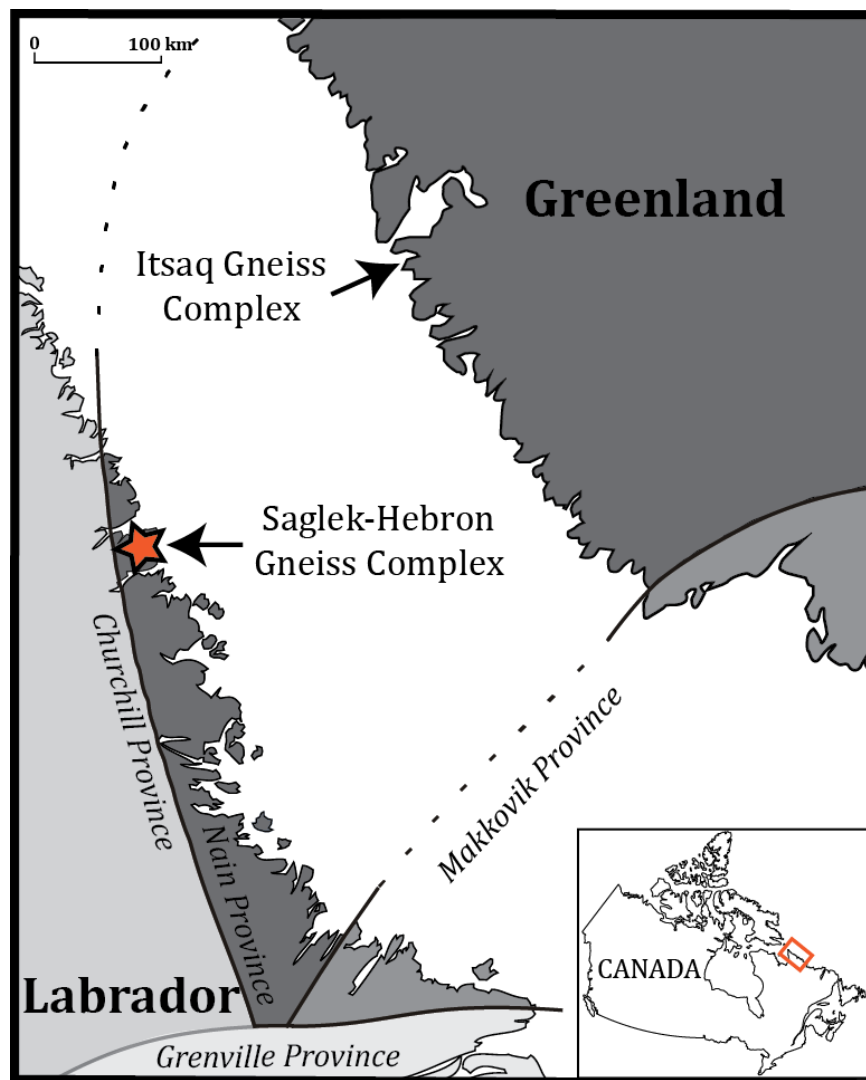 0 100 km
Greenland
Itsaq Gneiss
Complex
Saglek-Hebron
Gneiss Complex
Churchill Province
Nain Province
Makkovik Province
Labrador
Grenville Province
CANADA